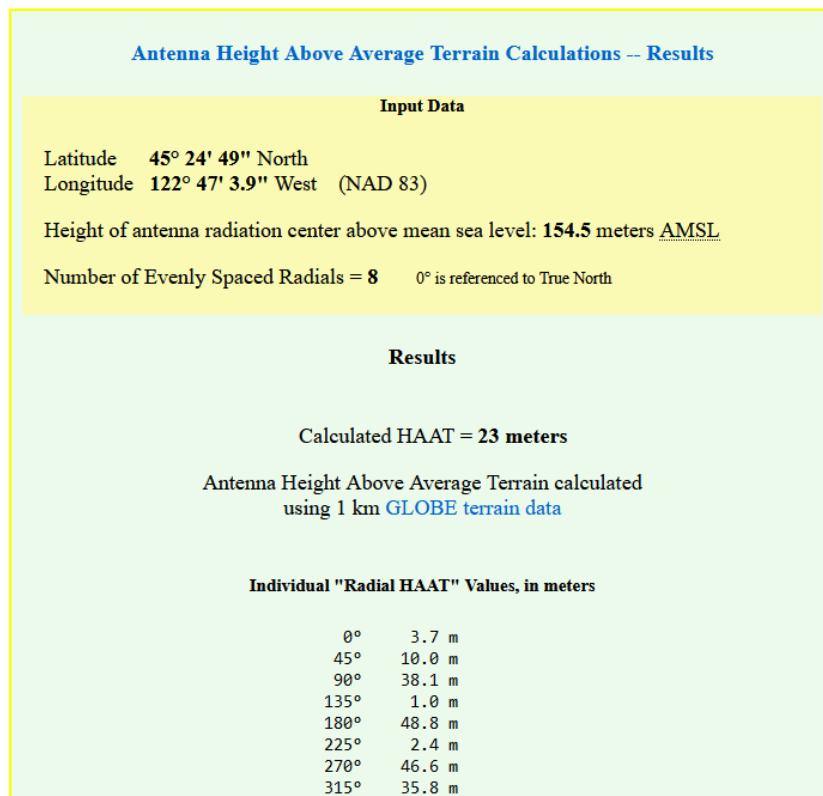 Antenna Height Above Average Terrain Calculations -- Results
Input Data
Latitude 45° 24' 49" North
Longitude 122° 47' 3.9" West (NAD 83)
Height of antenna radiation center above mean sea level: 154.5 meters AMSL
Number of Evenly Spaced Radials = 8 0° is referenced to True North
Results
Calculated HAAT = 23 meters
Antenna Height Above Average Terrain calculated
using 1 km GLOBE terrain data
Individual "Radial HAAT" Values, in meters
0° 3.7 m
45° 10.0 m
90° 38.1 m
135° 1.0 m
180° 48.8 m
225° 2.4 m
270° 46.6 m
315° 35.8 m